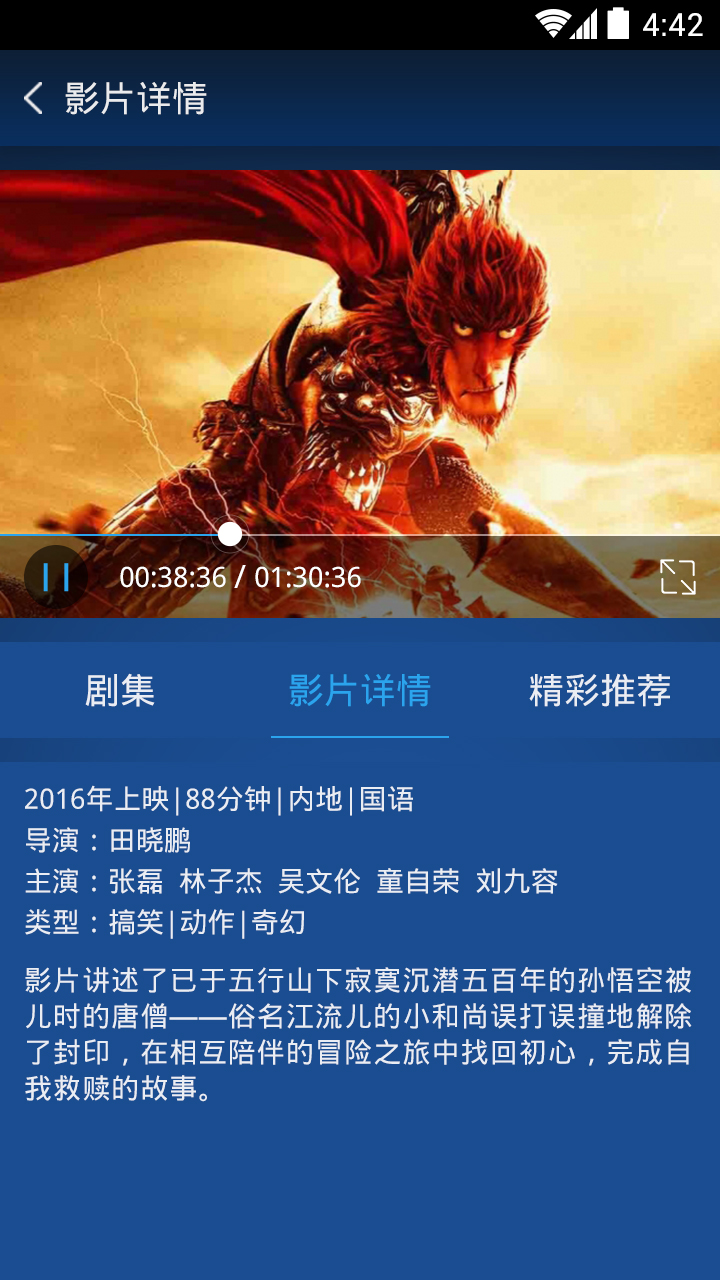 4:42
影片详情
00:38:36 / 01:30:36
剧集 影片详情 精彩推荐
2016年上映|88分钟|内地|国语
导演：田晓鹏
主演：张磊 林子杰 吴文伦 童自荣 刘九容
类型：搞笑|动作|奇幻
影片讲述了已于五行山下寂寞沉潜五百年的孙悟空被
儿时的唐僧——俗名江流儿的小和尚误打误撞地解除
了封印，在相互陪伴的冒险之旅中找回初心，完成自
我救赎的故事。